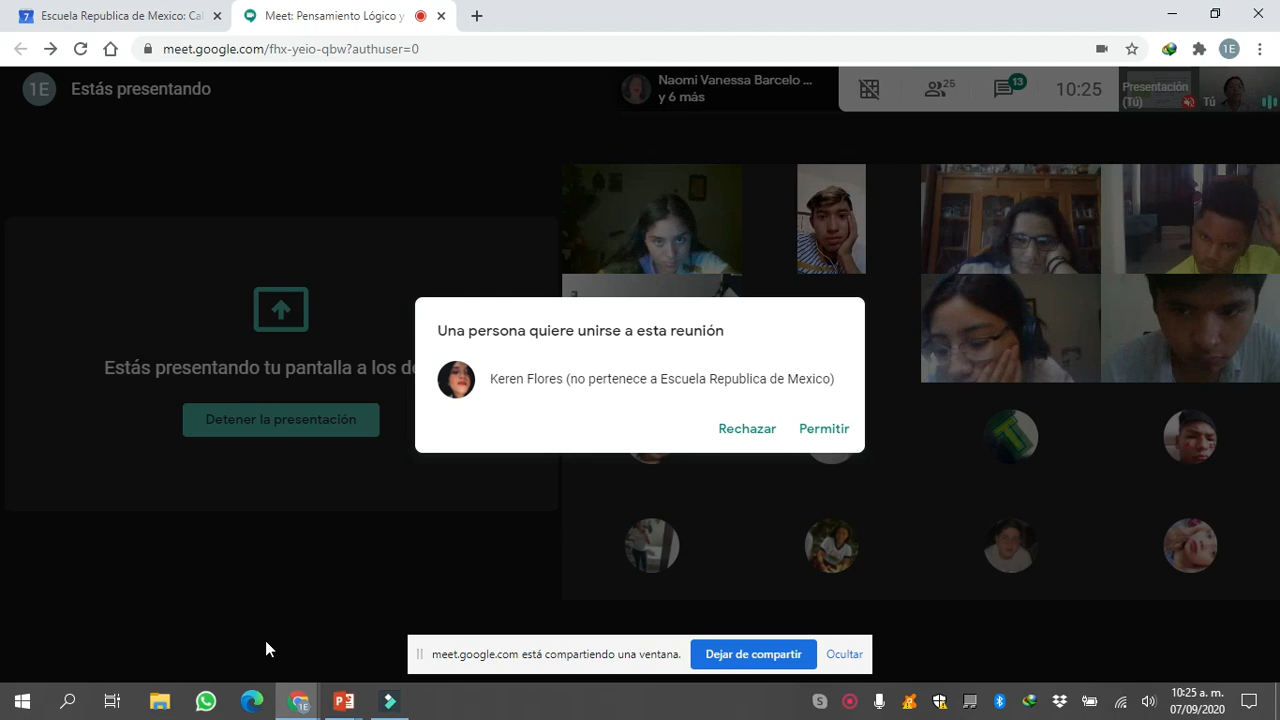 Escuela Republica de Mexico: Cal
Meet: Pensamiento Lógico y
meet.google.com/fhx-yeio-qbw?authuser=0
1E
1E
Estás presentando
Naomi Vanessa Barcelo ...
y 6 más
25
13
10:25
Presentación
(Tú)
Tú
Estás presentando tu pantalla a los de
Detener la presentación
Una persona quiere unirse a esta reunión
Keren Flores (no pertenece a Escuela Republica de Mexico)
Rechazar
Permitir
meet.google.com está compartiendo una ventana.
Dejar de compartir
Ocultar
10:25 a. m.
07/09/2020